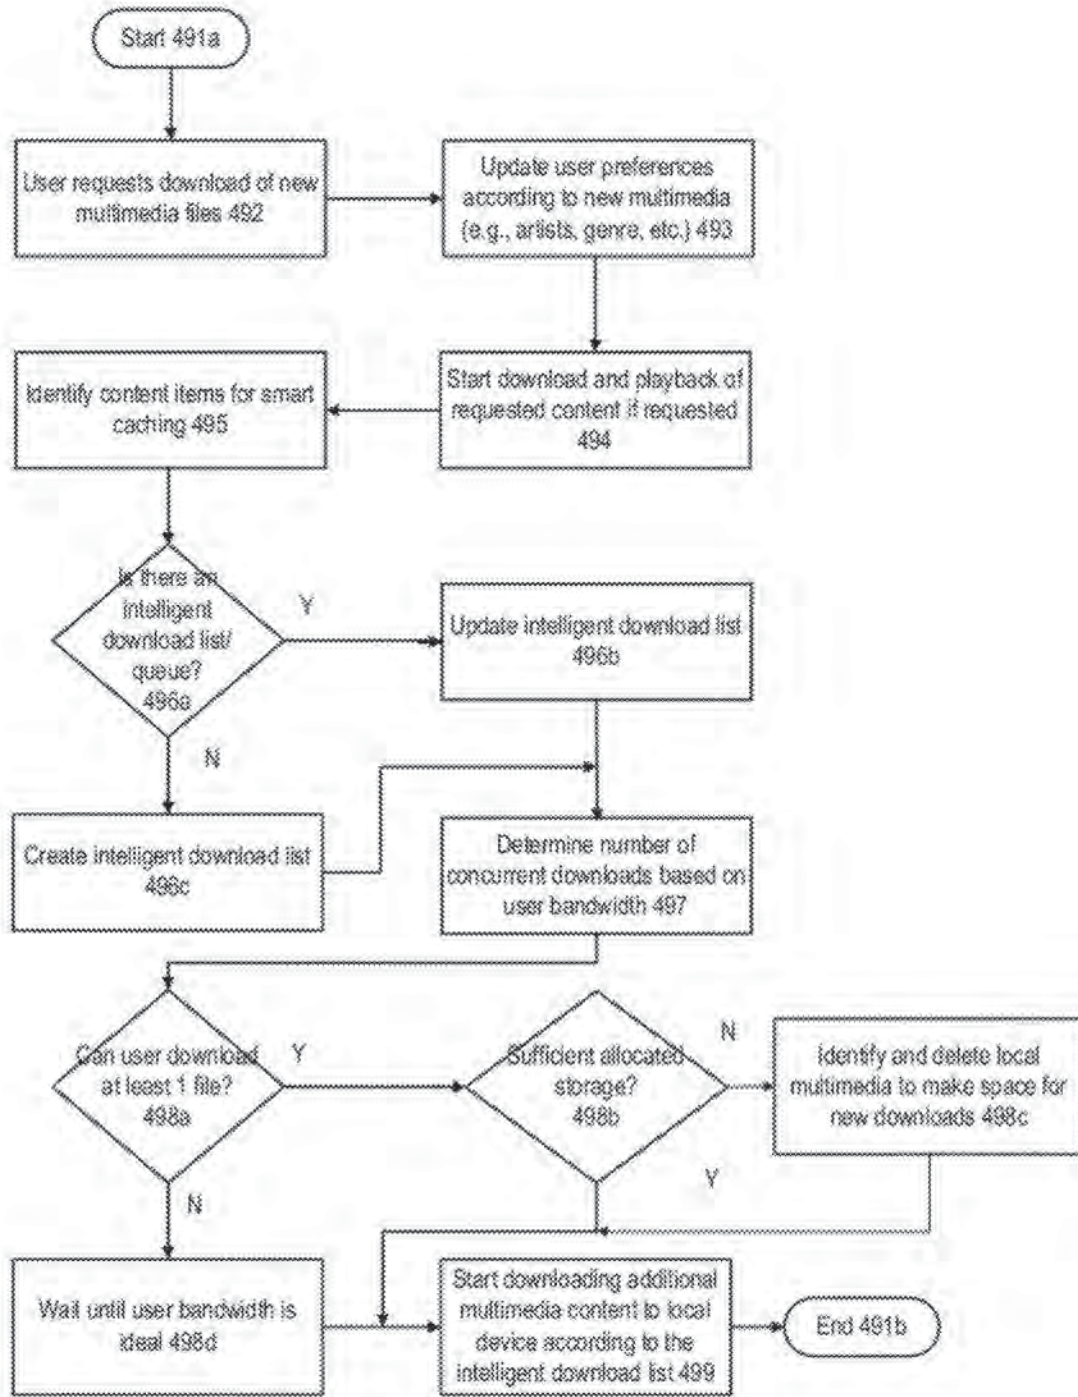 Start 491a
User requests download of new
multimedia files 492
Update user preferences
according to new multimedia
(e.g., artists, genre, etc.) 493
Start download and playback of
requested content if requested
494
Identify content items for smart
caching 495
Is there an
intelligent
download list/
queue?
496a
Y
Update intelligent download list
496b
N
Create intelligent download list
496c
Determine number of
concurrent downloads based on
user bandwidth 497
Can user download
at least 1 file?
498a
Y
Sufficient allocated
storage?
498b
N
Identify and delete local
multimedia to make space for
new downloads 498c
Y
N
Wait until user bandwidth is
ideal 498d
Start downloading additional
multimedia content to local
device according to the
intelligent download list 499
End 491b